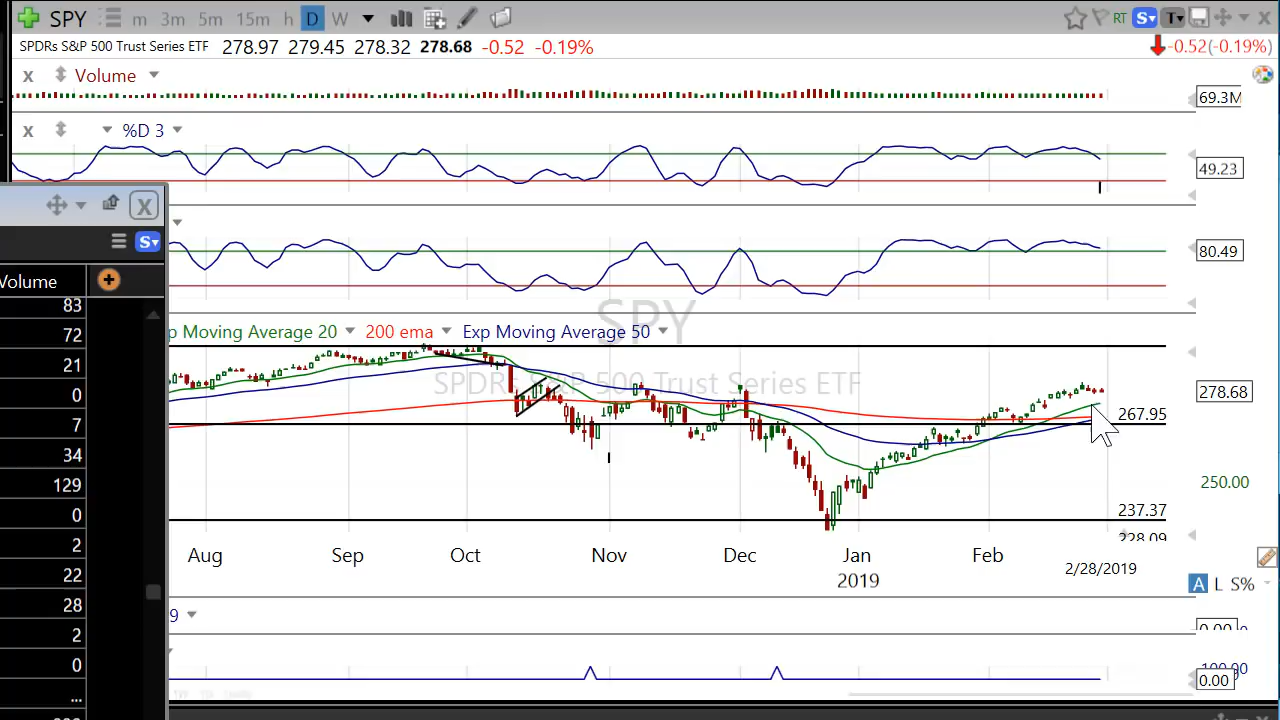 SPY m 3m 5m 15m h D W RT S T
SPDRs S&P 500 Trust Series ETF 278.97 279.45 278.32 278.68 -0.52 -0.19% -0.52(-0.19%)
x Volume
69.3M
x %D 3
49.23
X
S
80.49
Volume
83
SPY
p Moving Average 20 200 ema Exp Moving Average 50
72
21
SPDRs S&P 500 Trust Series ETF
278.68
0
267.95
7
34
250.00
129
237.37
0
228.09
2
Aug Sep Oct Nov Dec Jan Feb
2/28/2019
22
2019
A L S%
28
9
2
0.00
0
100.00
0.00
...